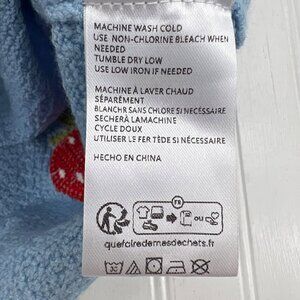 MACHINE WASH COLD
USE NON-CHLORINE BLEACH WHEN
NEEDED
TUMBLE DRY LOW
USE LOW IRON IF NEEDED
MACHINE A LAVER CHAUD
SÉPARÉMENT
BLANCHIR SANS CHLORE SI NÉCESSAIRE
SECHERÀ LAMACHINE
CYCLE DOUX
UTILISER LE FER TÈDE SI NÉCESSAIRE
HECHO EN CHINA
FR
OU
quefairedemesdechets.fr